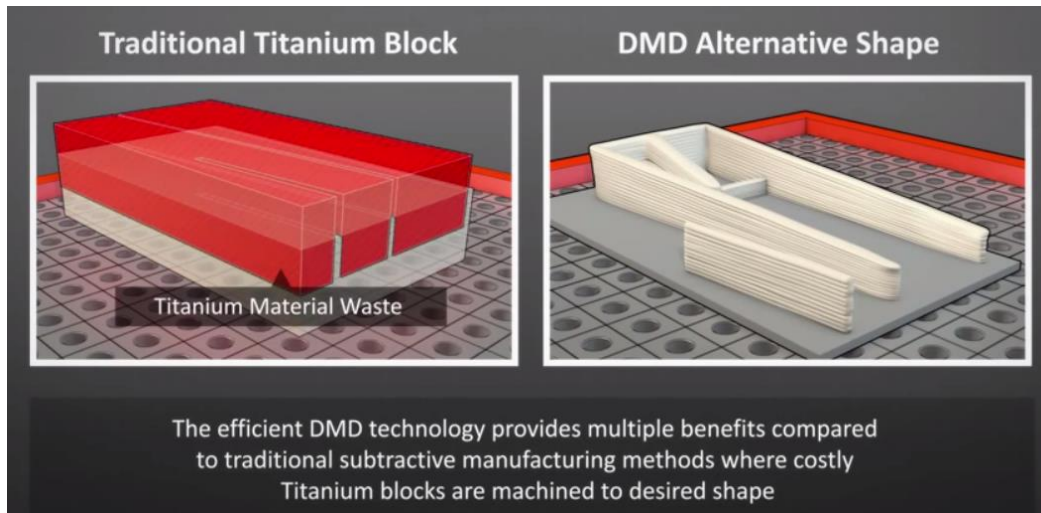 Traditional Titanium Block
DMD Alternative Shape
Titanium Material Waste
The efficient DMD technology provides multiple benefits compared
to traditional subtractive manufacturing methods where costly
Titanium blocks are machined to desired shape